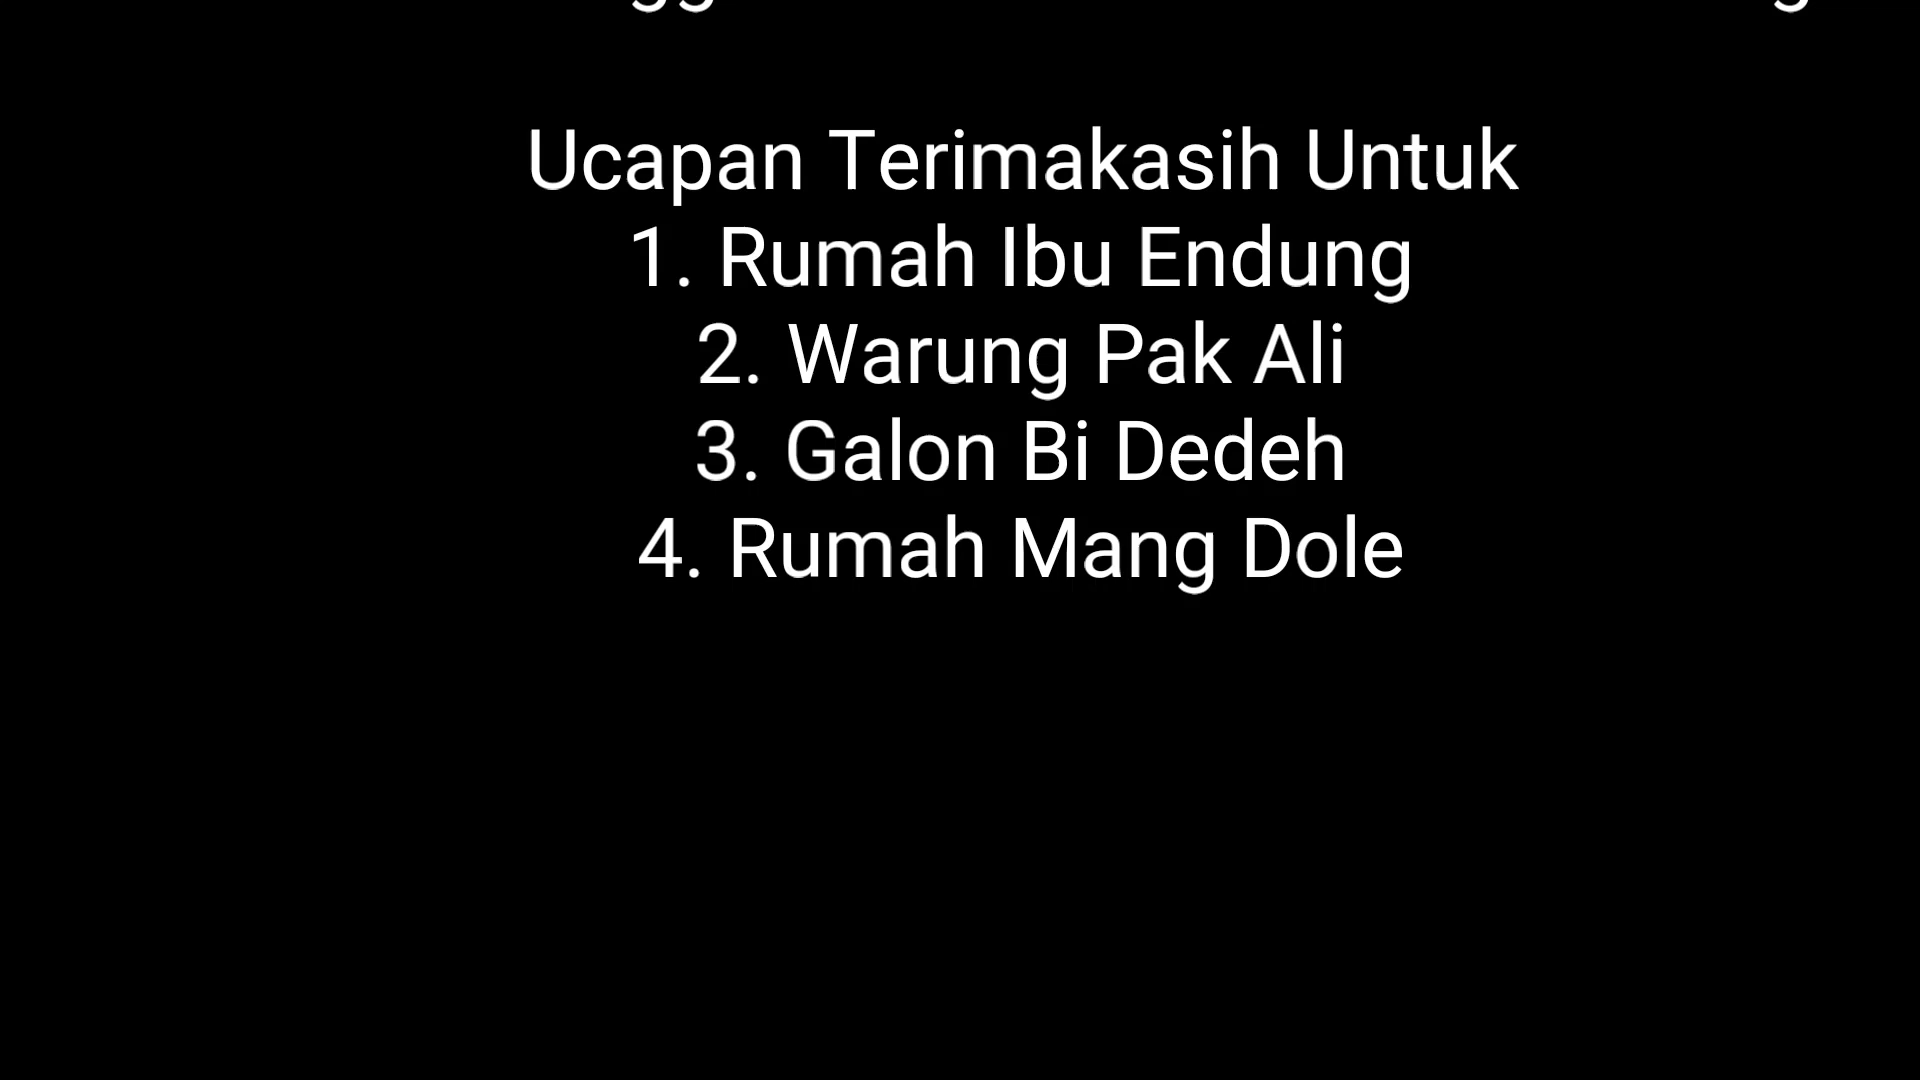 Ucapan Terimakasih Untuk
1. Rumah Ibu Endung
2. Warung Pak Ali
3. Galon Bi Dedeh
4. Rumah Mang Dole